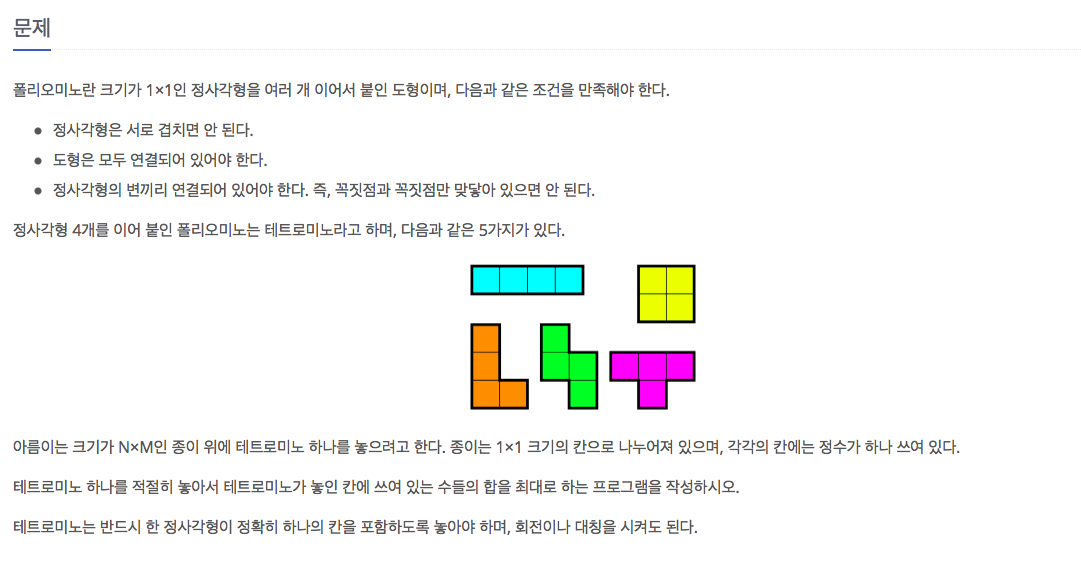 문제
폴리오미노란 크기가 1×1인 정사각형을 여러 개 이어서 붙인 도형이며, 다음과 같은 조건을 만족해야 한다.
정사각형은 서로 겹치면 안 된다.
도형은 모두 연결되어 있어야 한다.
정사각형의 변끼리 연결되어 있어야 한다. 즉, 꼭짓점과 꼭짓점만 맞닿아 있으면 안 된다.
정사각형 4개를 이어 붙인 폴리오미노는 테트로미노라고 하며, 다음과 같은 5가지가 있다.
아름이는 크기가 N×M인 종이 위에 테트로미노 하나를 놓으려고 한다. 종이는 1×1 크기의 칸으로 나누어져 있으며, 각각의 칸에는 정수가 하나 쓰여 있다.
테트로미노 하나를 적절히 놓아서 테트로미노가 놓인 칸에 쓰여 있는 수들의 합을 최대로 하는 프로그램을 작성하시오.
테트로미노는 반드시 한 정사각형이 정확히 하나의 칸을 포함하도록 놓아야 하며, 회전이나 대칭을 시켜도 된다.